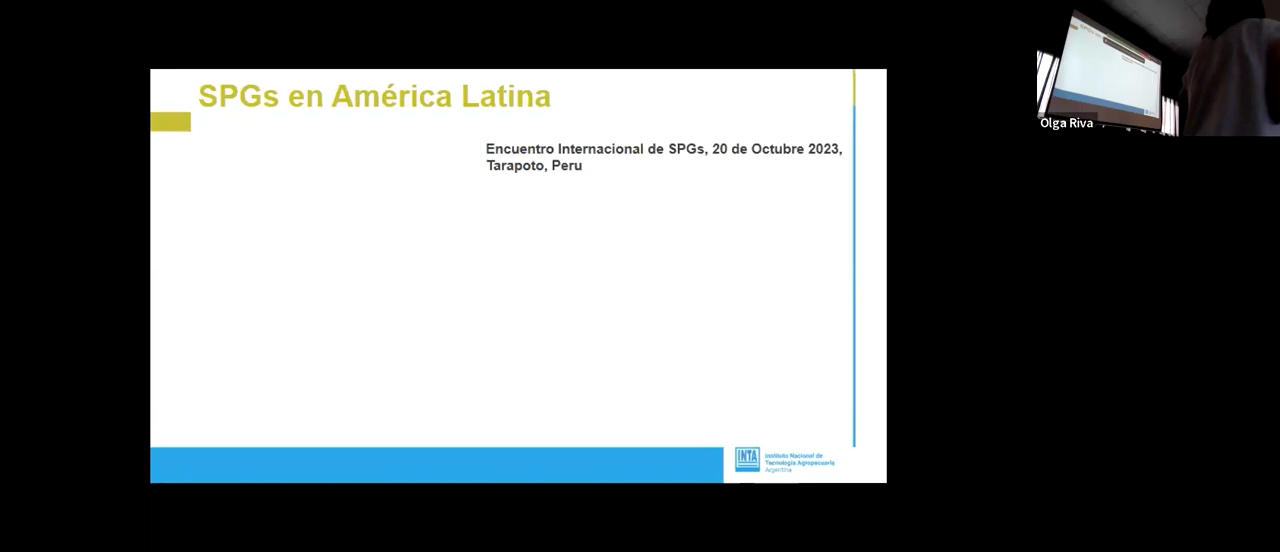 SPGs en América Latina
Encuentro Internacional de SPGs, 20 de Octubre 2023,
Tarapoto, Peru
INTA
Instituto Nacional de
Tecnología Agropecuaria
Argentina
Olga Riva